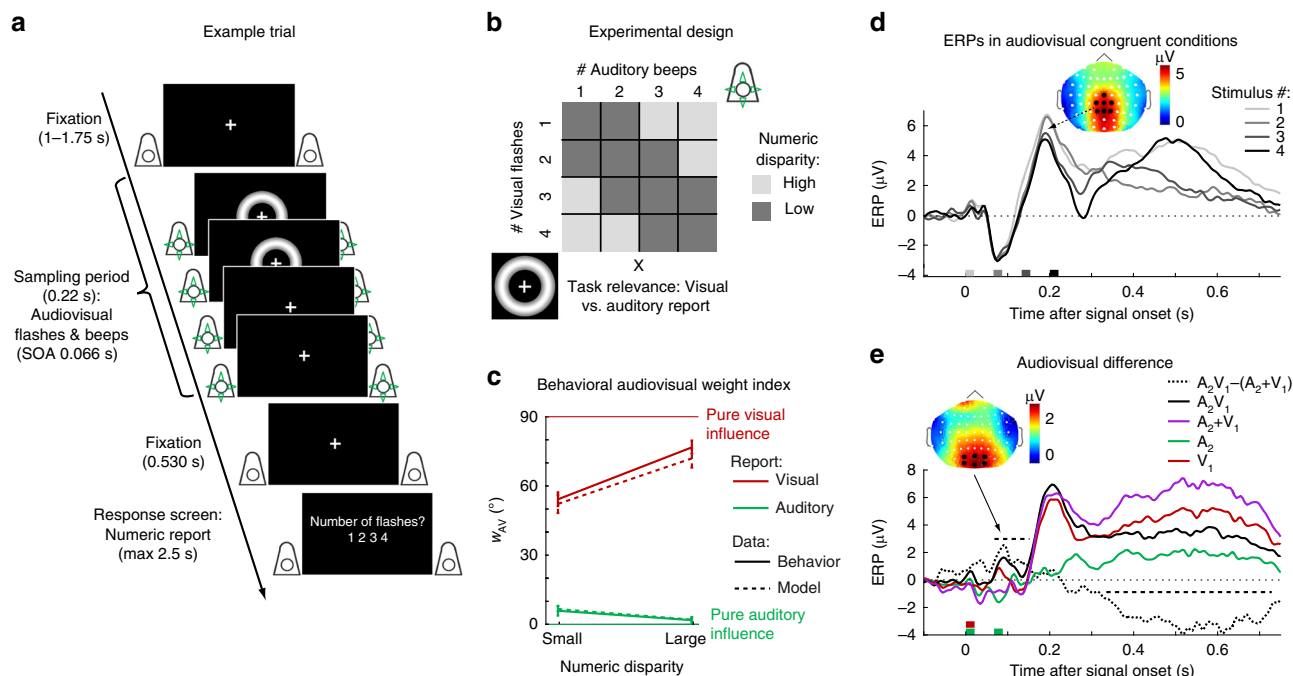 a
Example trial
Fixation
(1–1.75 s)
Sampling period
(0.22 s):
Audiovisual
flashes & beeps
(SOA 0.066 s)
Fixation
(0.530 s)
Response screen:
Numeric report
(max 2.5 s)
Number of flashes?
1 2 3 4
b
Experimental design
# Auditory beeps
1 2 3 4
# Visual flashes
1
2
3
4
Numeric
disparity:
High
Low
X
Task relevance: Visual
vs. auditory report
c
Behavioral audiovisual weight index
90
60
30
0
wAV (°)
Small Large
Numeric disparity
Pure visual
influence
Report:
Visual
Auditory
Data:
Behavior
Model
Pure auditory
influence
d
ERPs in audiovisual congruent conditions
µV
5
0
Stimulus #:
1
2
3
4
6
4
2
0
−2
−4
ERP (µV)
0 0.2 0.4 0.6
Time after signal onset (s)
e
Audiovisual difference
µV
2
0
A2V1−(A2+V1)
A2V1
A2+V1
A2
V1
8
6
4
2
0
−2
−4
ERP (µV)
0 0.2 0.4 0.6
Time after signal onset (s)